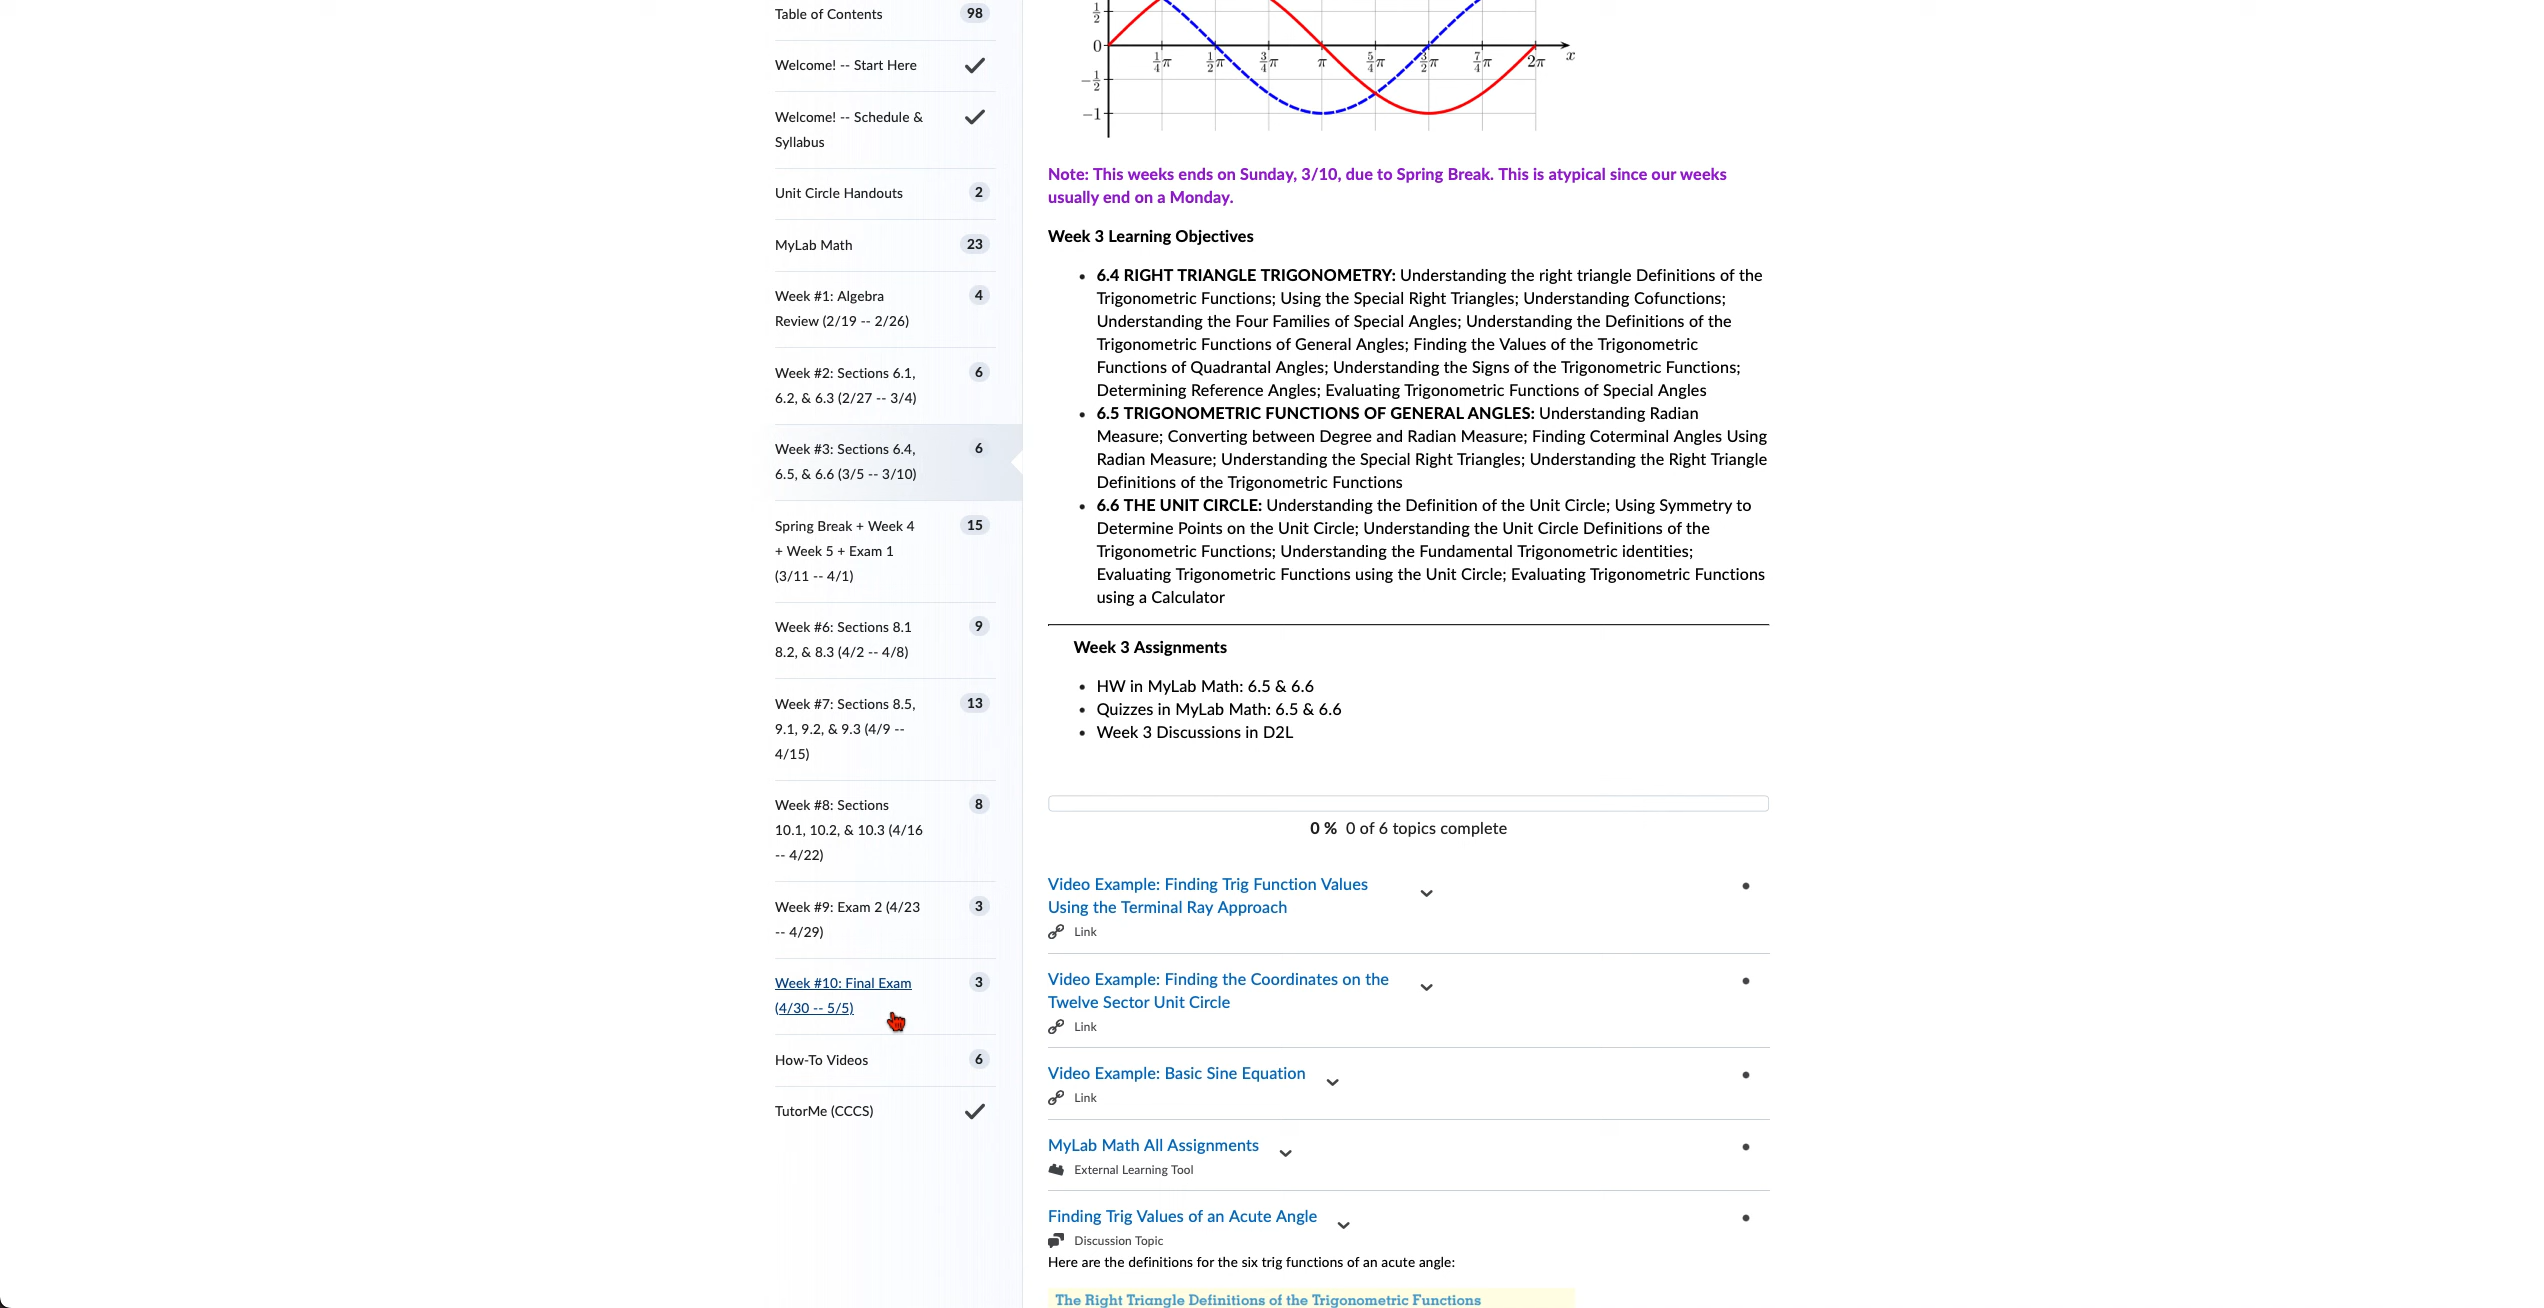 Table of Contents 98
Welcome! -- Start Here
Welcome! -- Schedule &
Syllabus
Unit Circle Handouts 2
MyLab Math 23
Week #1: Algebra 4
Review (2/19 -- 2/26)
Week #2: Sections 6.1, 6
6.2, & 6.3 (2/27 -- 3/4)
Week #3: Sections 6.4, 6
6.5, & 6.6 (3/5 -- 3/10)
Spring Break + Week 4 15
+ Week 5 + Exam 1
(3/11 -- 4/1)
Week #6: Sections 8.1 9
8.2, & 8.3 (4/2 -- 4/8)
Week #7: Sections 8.5, 13
9.1, 9.2, & 9.3 (4/9 --
4/15)
Week #8: Sections 8
10.1, 10.2, & 10.3 (4/16
-- 4/22)
Week #9: Exam 2 (4/23 3
-- 4/29)
Week #10: Final Exam 3
(4/30 -- 5/5)
How-To Videos 6
TutorMe (CCCS)
1/2
0
1/4 π 1/2 π 3/4 π π 5/4 π 3/2 π 7/4 π 2π x
−1/2
−1
Note: This weeks ends on Sunday, 3/10, due to Spring Break. This is atypical since our weeks
usually end on a Monday.
Week 3 Learning Objectives
• 6.4 RIGHT TRIANGLE TRIGONOMETRY: Understanding the right triangle Definitions of the
Trigonometric Functions; Using the Special Right Triangles; Understanding Cofunctions;
Understanding the Four Families of Special Angles; Understanding the Definitions of the
Trigonometric Functions of General Angles; Finding the Values of the Trigonometric
Functions of Quadrantal Angles; Understanding the Signs of the Trigonometric Functions;
Determining Reference Angles; Evaluating Trigonometric Functions of Special Angles
• 6.5 TRIGONOMETRIC FUNCTIONS OF GENERAL ANGLES: Understanding Radian
Measure; Converting between Degree and Radian Measure; Finding Coterminal Angles Using
Radian Measure; Understanding the Special Right Triangles; Understanding the Right Triangle
Definitions of the Trigonometric Functions
• 6.6 THE UNIT CIRCLE: Understanding the Definition of the Unit Circle; Using Symmetry to
Determine Points on the Unit Circle; Understanding the Unit Circle Definitions of the
Trigonometric Functions; Understanding the Fundamental Trigonometric identities;
Evaluating Trigonometric Functions using the Unit Circle; Evaluating Trigonometric Functions
using a Calculator
Week 3 Assignments
• HW in MyLab Math: 6.5 & 6.6
• Quizzes in MyLab Math: 6.5 & 6.6
• Week 3 Discussions in D2L
0 % 0 of 6 topics complete
Video Example: Finding Trig Function Values
Using the Terminal Ray Approach
Link
Video Example: Finding the Coordinates on the
Twelve Sector Unit Circle
Link
Video Example: Basic Sine Equation
Link
MyLab Math All Assignments
External Learning Tool
Finding Trig Values of an Acute Angle
Discussion Topic
Here are the definitions for the six trig functions of an acute angle:
The Right Triangle Definitions of the Trigonometric Functions